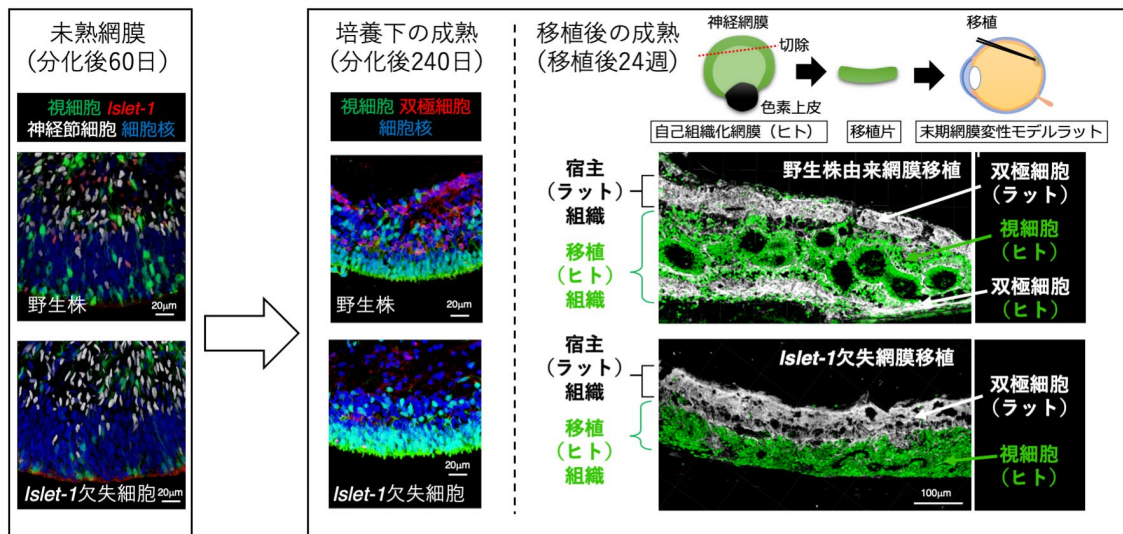 未熟網膜
(分化後60日)
視細胞 Islet-1
神経節細胞 細胞核
野生株
20μm
Islet-1欠失細胞
20μm
培養下の成熟
(分化後240日)
視細胞 双極細胞
細胞核
野生株
20μm
20μm
Islet-1欠失細胞
移植後の成熟
(移植後24週)
神経網膜
切除
色素上皮
移植
自己組織化網膜（ヒト）
移植片
末期網膜変性モデルラット
宿主
（ラット）
組織
移植
（ヒト）
組織
野生株由来網膜移植
双極細胞
（ラット）
視細胞
（ヒト）
双極細胞
（ヒト）
宿主
（ラット）
組織
移植
（ヒト）
組織
Islet-1欠失網膜移植
100μm
双極細胞
（ラット）
視細胞
（ヒト）